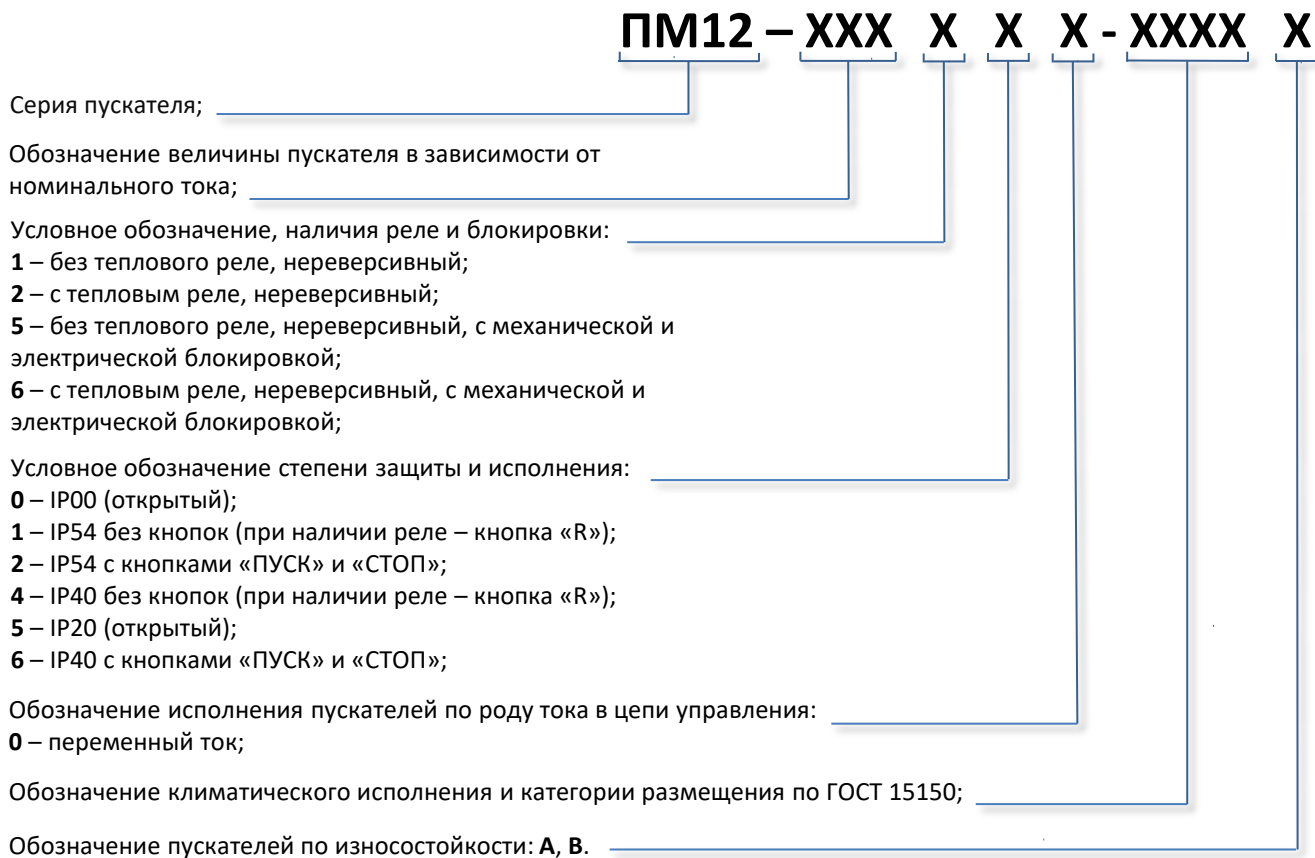 ПМ12 – ХХХ Х Х Х - ХХХХ Х
Серия пускателя;
Обозначение величины пускателя в зависимости от
номинального тока;
Условное обозначение, наличия реле и блокировки:
1 – без теплового реле, нереверсивный;
2 – с тепловым реле, нереверсивный;
5 – без теплового реле, нереверсивный, с механической и
электрической блокировкой;
6 – с тепловым реле, нереверсивный, с механической и
электрической блокировкой;
Условное обозначение степени защиты и исполнения:
0 – IP00 (открытый);
1 – IP54 без кнопок (при наличии реле – кнопка «R»);
2 – IP54 с кнопками «ПУСК» и «СТОП»;
4 – IP40 без кнопок (при наличии реле – кнопка «R»);
5 – IP20 (открытый);
6 – IP40 с кнопками «ПУСК» и «СТОП»;
Обозначение исполнения пускателей по роду тока в цепи управления:
0 – переменный ток;
Обозначение климатического исполнения и категории размещения по ГОСТ 15150;
Обозначение пускателей по износостойкости: А, В.